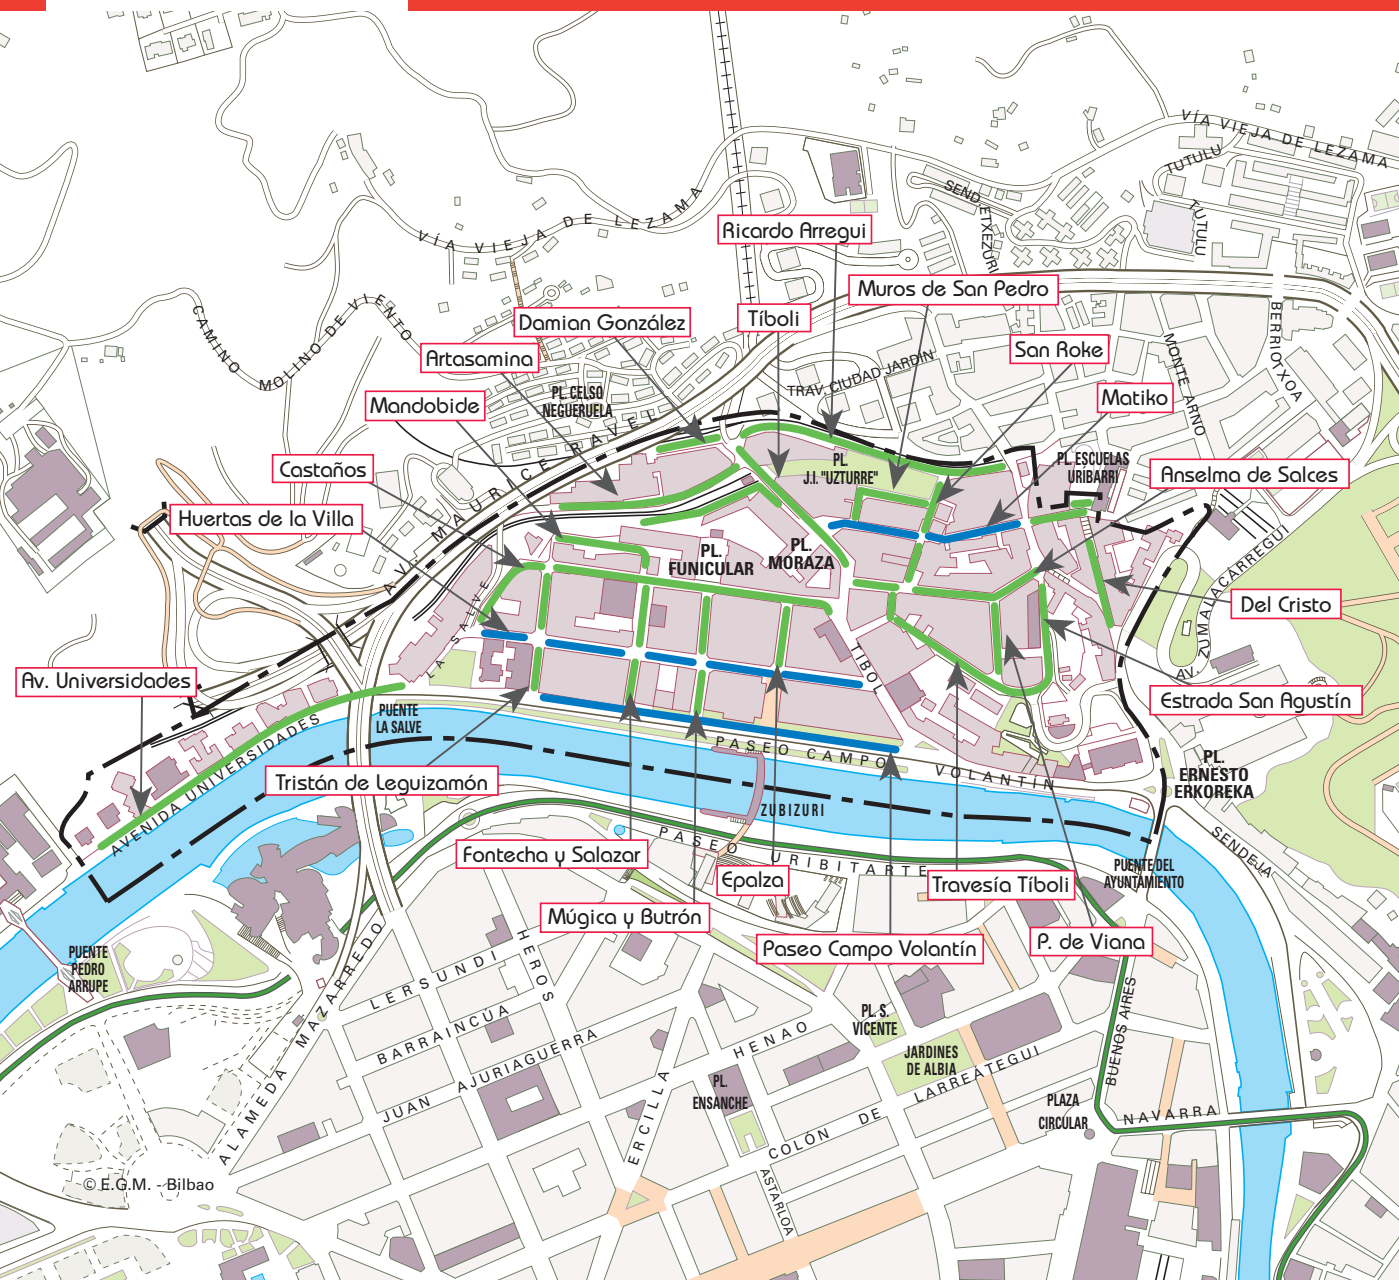 VÍA VIEJA DE LEZAMA
TUTULU
SEND. ETXEZURI
TUTULU
VÍA VIEJA DE LEZAMA
Ricardo Arregui
Muros de San Pedro
CAMINO MOLINO DE VIENTO
Damian González
Tíboli
BERRIOTXOA
San Roke
MONTE ARNO
Artasamina
TRAV. CIUDAD JARDIN
Matiko
PL. CELSO
NEGUERUELA
Mandobide
AV. MAURICE RAVEL
PL.
J.I. "UZTURRE"
PL. ESCUELAS
URIBARRI
Castaños
Anselma de Salces
Huertas de la Villa
PL.
FUNICULAR
PL.
MORAZA
AV. ZUMALACÁRREGUI
LA SALVE
Del Cristo
TIBOLI
Av. Universidades
Estrada San Agustín
PUENTE
LA SALVE
AVENIDA UNIVERSIDADES
PASEO CAMPO VOLANTÍN
PL.
ERNESTO
ERKOREKA
Tristán de Leguizamón
ZUBIZURI
PASEO URIBITARTE
SENDEJA
Fontecha y Salazar
Epalza
Travesía Tíboli
PUENTE DEL
AYUNTAMIENTO
Múgica y Butrón
Paseo Campo Volantín
P. de Viana
PUENTE
PEDRO
ARRUPE
LERSUNDI
HEROS
ALAMEDA MAZARREDO
BARRAINCÚA
JUAN AJURIAGUERRA
HENAO
PL. S.
VICENTE
JARDINES
DE ALBIA
BUENOS AIRES
ERCILLA
PL.
ENSANCHE
COLÓN DE LARREÁTEGUI
PLAZA
CIRCULAR
NAVARRA
ASTARLOA
© E.G.M. - Bilbao